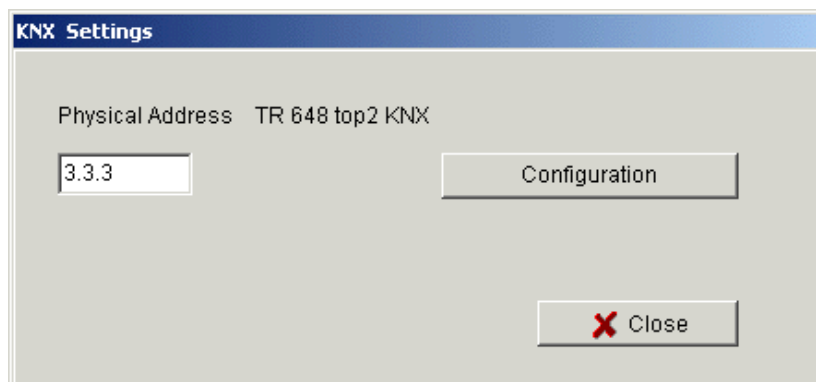 KNX Settings
Physical Address TR 648 top2 KNX
3.3.3
Configuration
Close